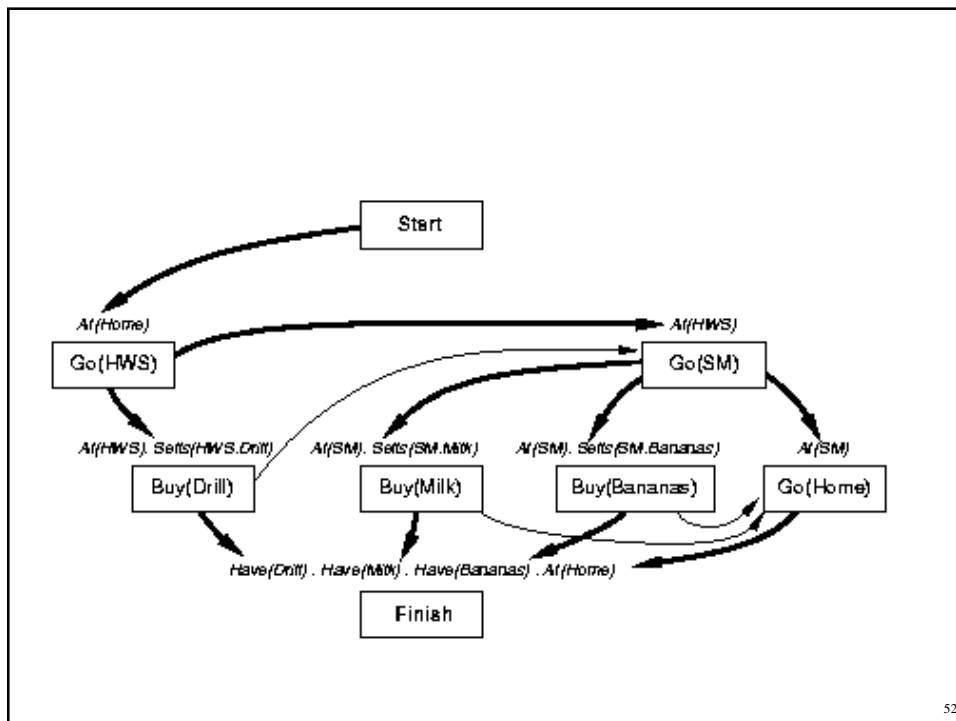 Start
At(Home) At(HWS)
Go(HWS) Go(SM)
At(HWS). Sells(HWS.Drill) At(SM). Sells(SM.Milk) At(SM). Sells(SM.Bananas) At(SM)
Buy(Drill) Buy(Milk) Buy(Bananas) Go(Home)
Have(Drill) . Have(Milk) . Have(Bananas) . At(Home)
Finish
52